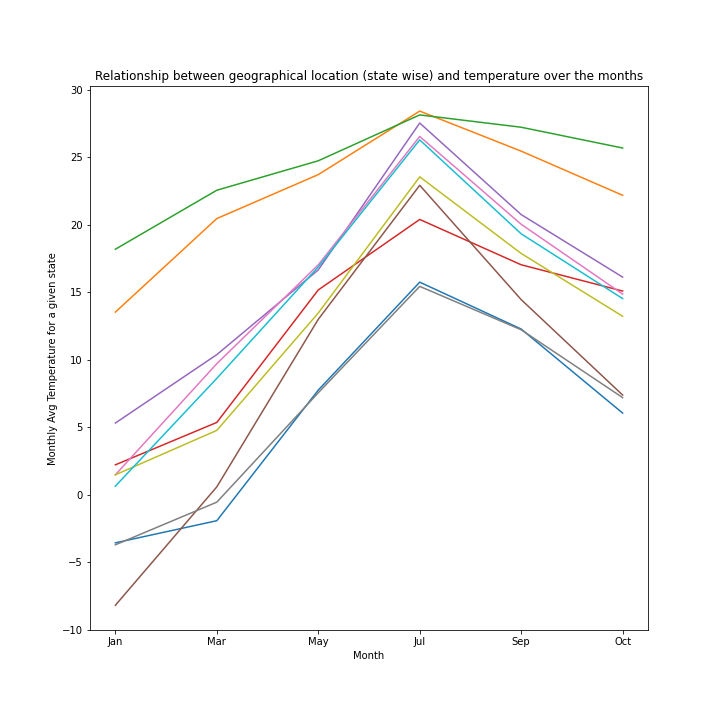 Relationship between geographical location (state wise) and temperature over the months
Monthly Avg Temperature for a given state
30
25
20
15
10
5
0
−5
−10
Jan Mar May Jul Sep Oct
Month